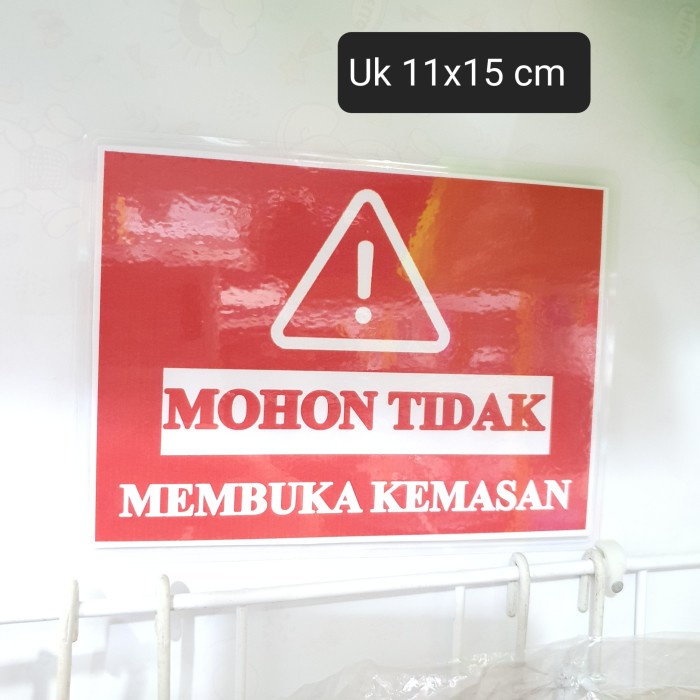 Uk 11x15 cm
MOHON TIDAK
MEMBUKA KEMASAN